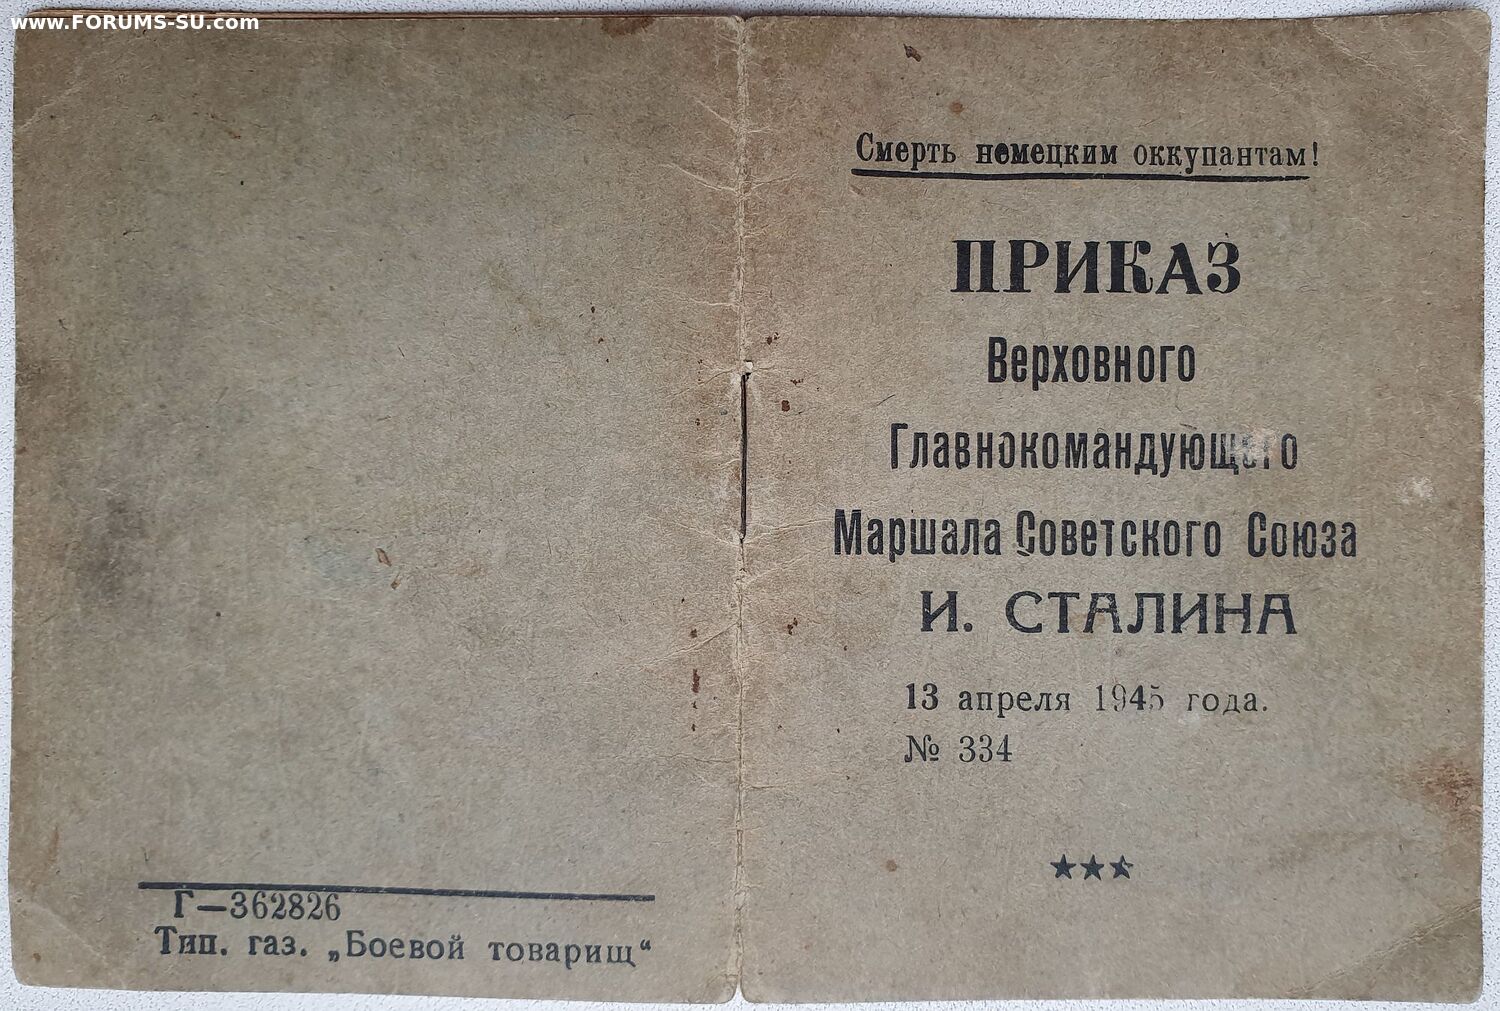 www.FORUMS-SU.com
Смерть немецким оккупантам!
ПРИКАЗ
Верховного
Главнокомандующего
Маршала Советского Союза
И. СТАЛИНА
13 апреля 1945 года.
№ 334
★★★
Г—362826
Тип. газ. „Боевой товарищ“